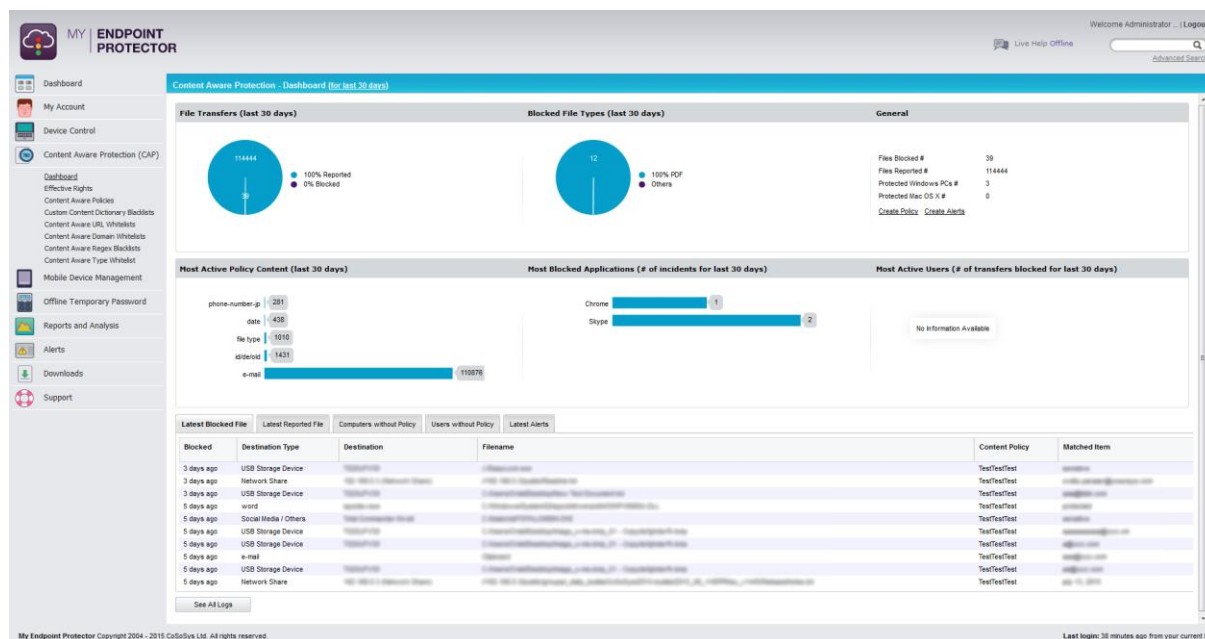 MY | ENDPOINT
PROTECTOR
Welcome Administrator ... | Logout
Live Help Offline
Advanced Search
Dashboard
My Account
Device Control
Content Aware Protection (CAP)
Dashboard
Effective Rights
Content Aware Policies
Custom Content Dictionary Blacklists
Content Aware URL Whitelists
Content Aware Domain Whitelists
Content Aware Regex Blacklists
Content Aware Type Whitelist
Mobile Device Management
Offline Temporary Password
Reports and Analysis
Alerts
Downloads
Support
Content Aware Protection - Dashboard (for last 30 days)
File Transfers (last 30 days)
114444
39
100% Reported
0% Blocked
Blocked File Types (last 30 days)
12
100% PDF
Others
General
Files Blocked # 39
Files Reported # 114444
Protected Windows PCs # 3
Protected Mac OS X # 0
Create Policy Create Alerts
Most Active Policy Content (last 30 days)
phone-number-jp 281
date 438
file type 1010
id/de/old 1431
e-mail 110876
Most Blocked Applications (# of incidents for last 30 days)
Chrome 1
Skype 2
Most Active Users (# of transfers blocked for last 30 days)
No Information Available
Latest Blocked File Latest Reported File Computers without Policy Users without Policy Latest Alerts
Blocked Destination Type Destination Filename Content Policy Matched Item
3 days ago USB Storage Device TestTestTest
3 days ago Network Share TestTestTest
3 days ago USB Storage Device TestTestTest
5 days ago word TestTestTest
5 days ago Social Media / Others TestTestTest
5 days ago USB Storage Device TestTestTest
5 days ago USB Storage Device TestTestTest
5 days ago e-mail TestTestTest
5 days ago USB Storage Device TestTestTest
5 days ago Network Share TestTestTest
See All Logs
My Endpoint Protector Copyright 2004 - 2015 CoSoSys Ltd. All rights reserved.
Last login: 38 minutes ago from your current